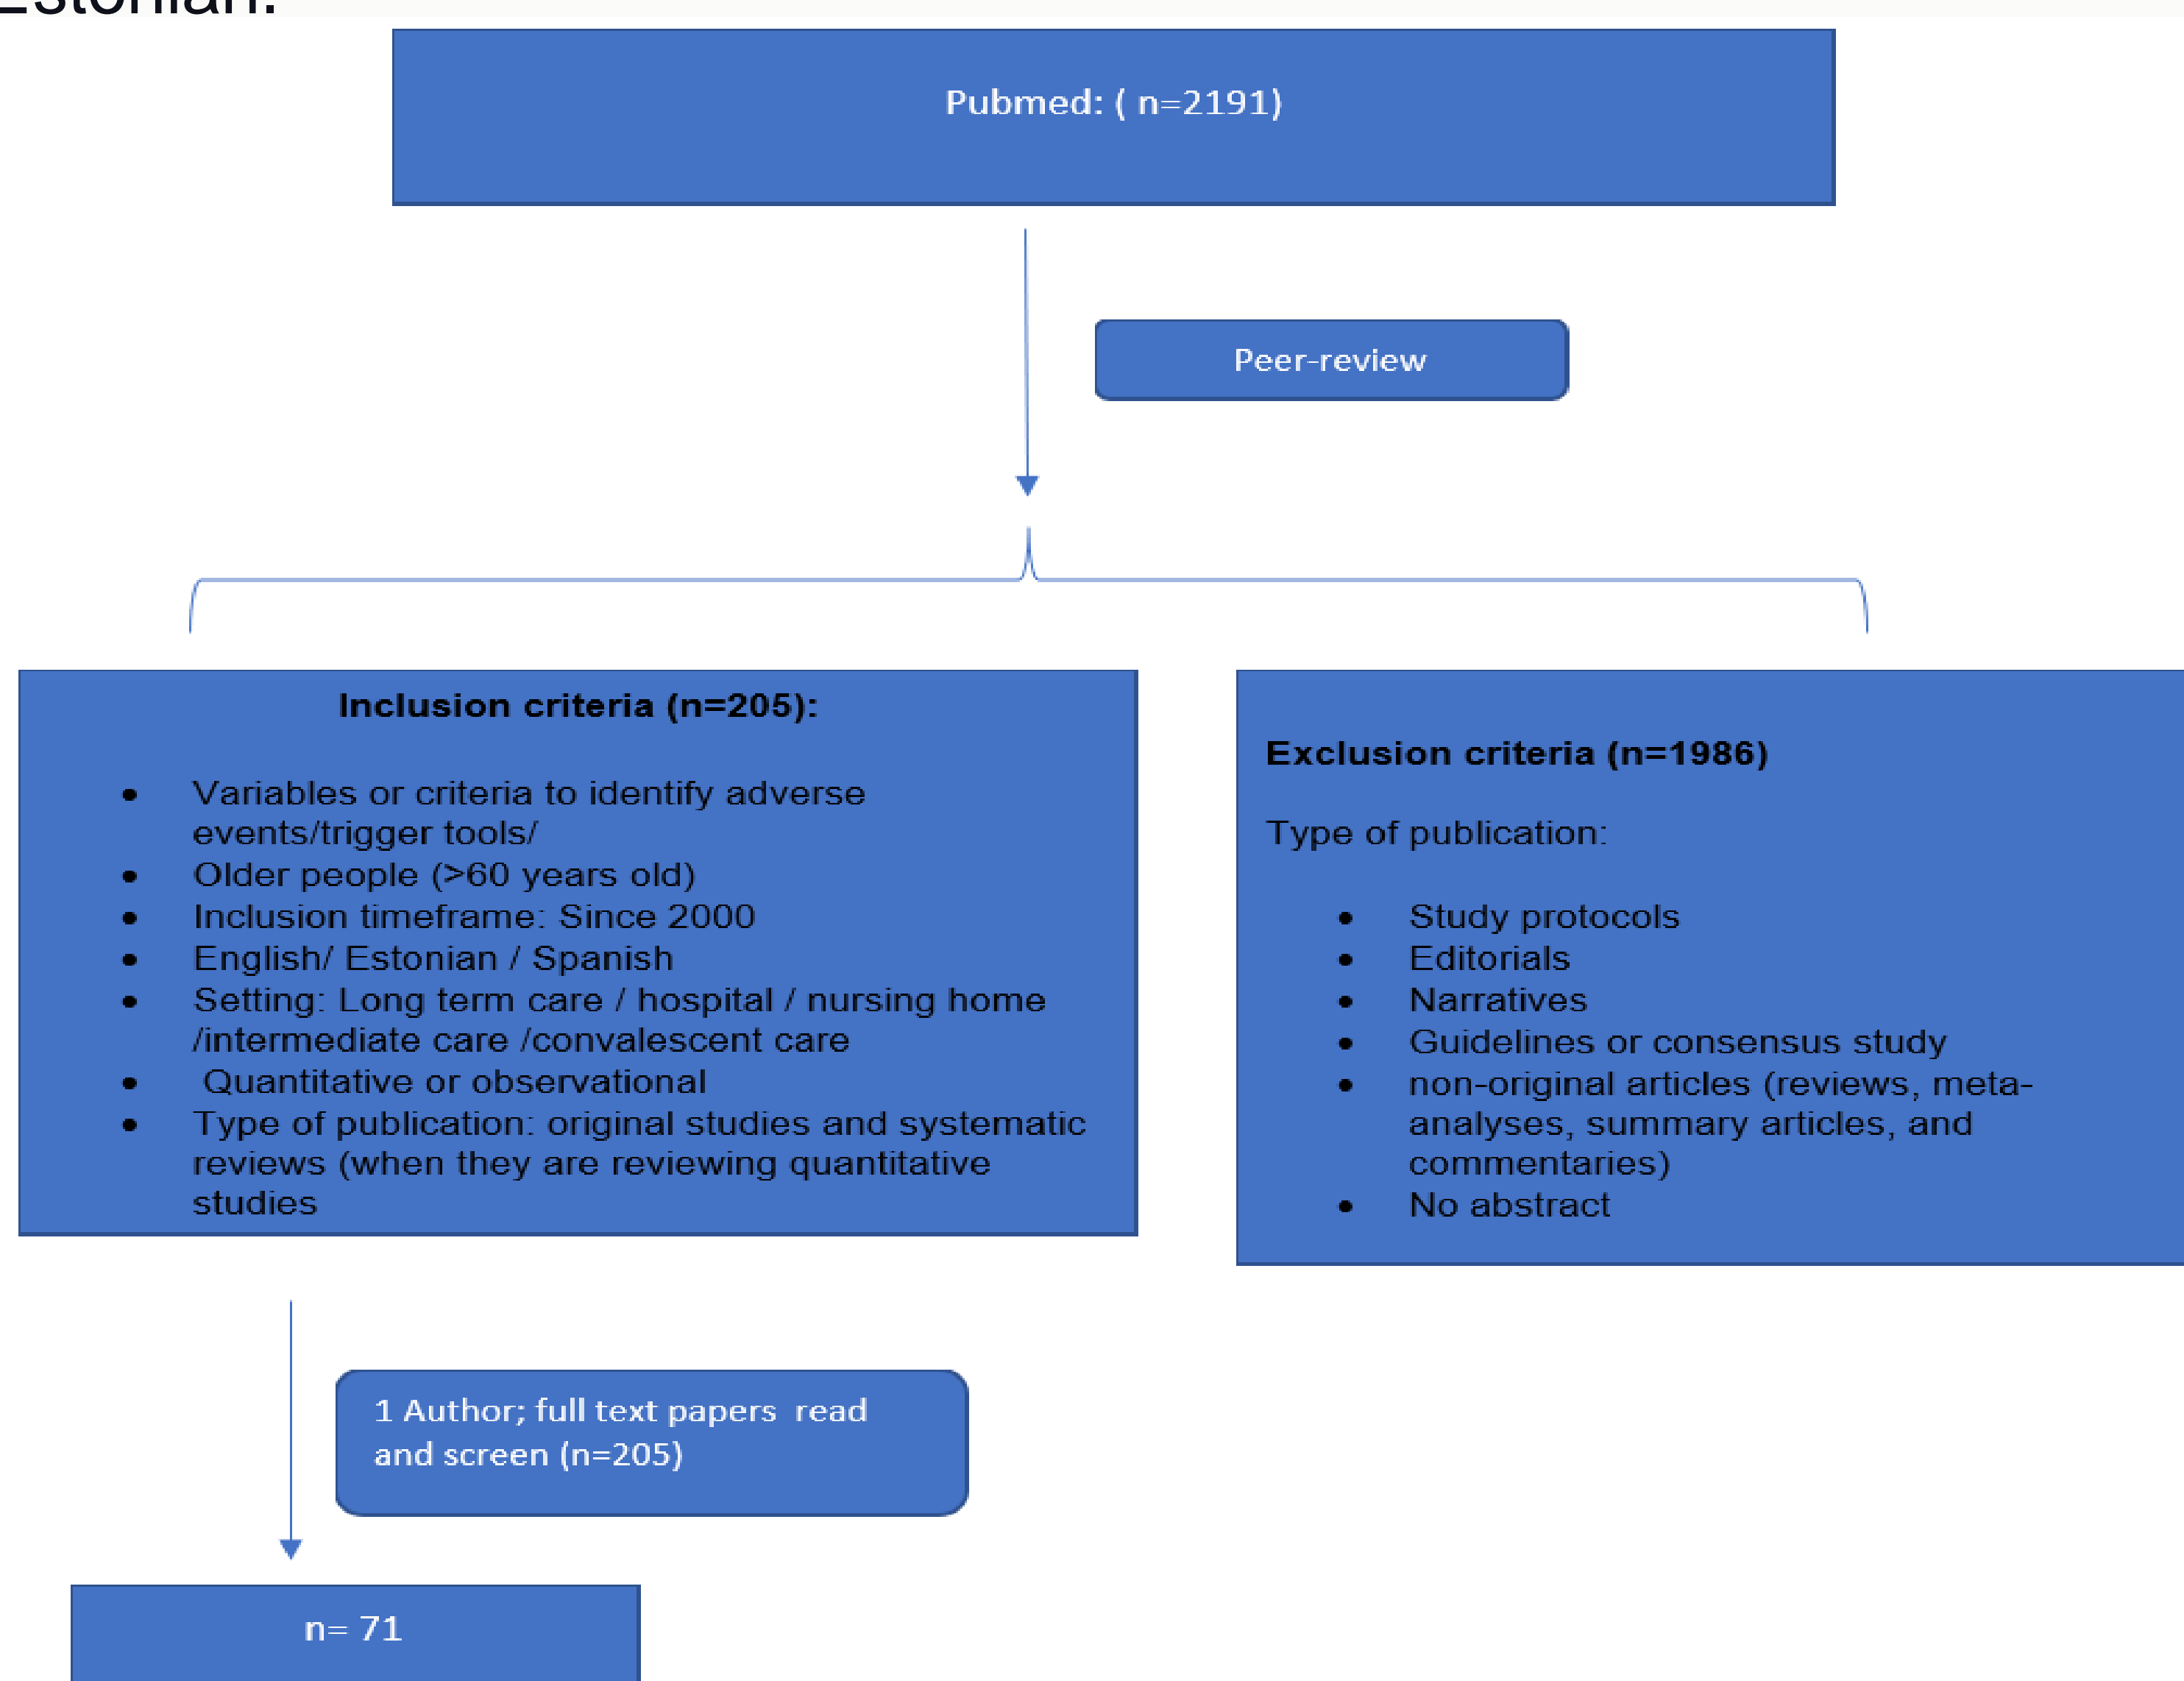 Estonian.
Pubmed: ( n=2191)
Peer-review
Inclusion criteria (n=205):
• Variables or criteria to identify adverse
events/trigger tools/
• Older people (>60 years old)
• Inclusion timeframe: Since 2000
• English/ Estonian / Spanish
• Setting: Long term care / hospital / nursing home
/intermediate care /convalescent care
• Quantitative or observational
• Type of publication: original studies and systematic
reviews (when they are reviewing quantitative
studies
Exclusion criteria (n=1986)
Type of publication:
• Study protocols
• Editorials
• Narratives
• Guidelines or consensus study
• non-original articles (reviews, meta-
analyses, summary articles, and
commentaries)
• No abstract
1 Author; full text papers read
and screen (n=205)
n= 71